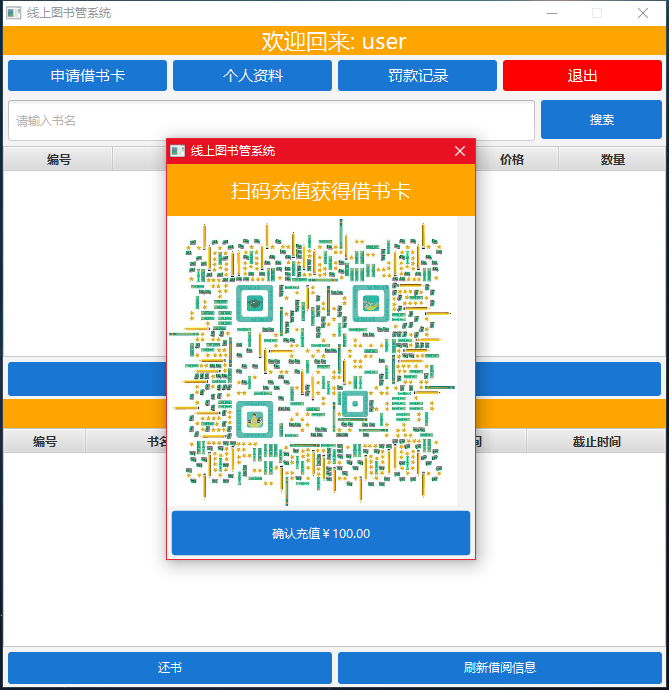 线上图书管系统
欢迎回来: user
申请借书卡 个人资料 罚款记录 退出
请输入书名 搜索
编号 价格 数量
线上图书管系统
扫码充值获得借书卡
确认充值￥100.00
编号 书名 截止时间
还书 刷新借阅信息